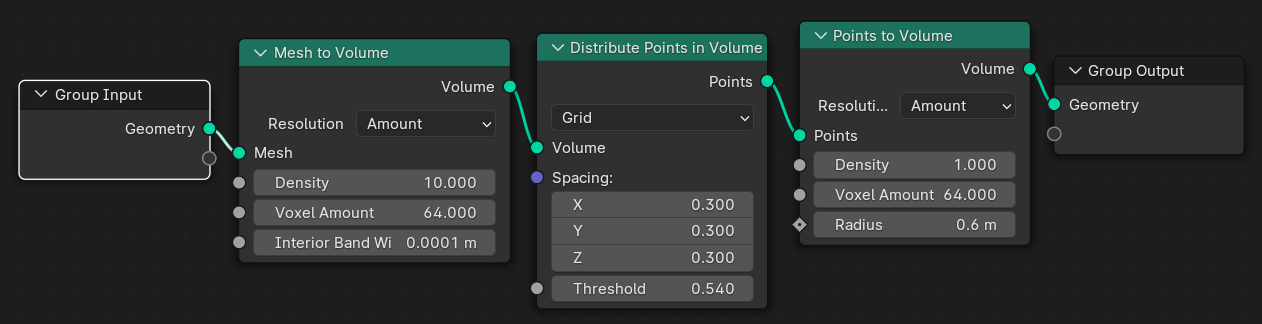 Group Input
Geometry
Mesh to Volume
Volume
Resolution Amount
Mesh
Density 10.000
Voxel Amount 64.000
Interior Band Wi 0.0001 m
Distribute Points in Volume
Points
Grid
Volume
Spacing:
X 0.300
Y 0.300
Z 0.300
Threshold 0.540
Points to Volume
Volume
Resoluti... Amount
Points
Density 1.000
Voxel Amount 64.000
Radius 0.6 m
Group Output
Geometry